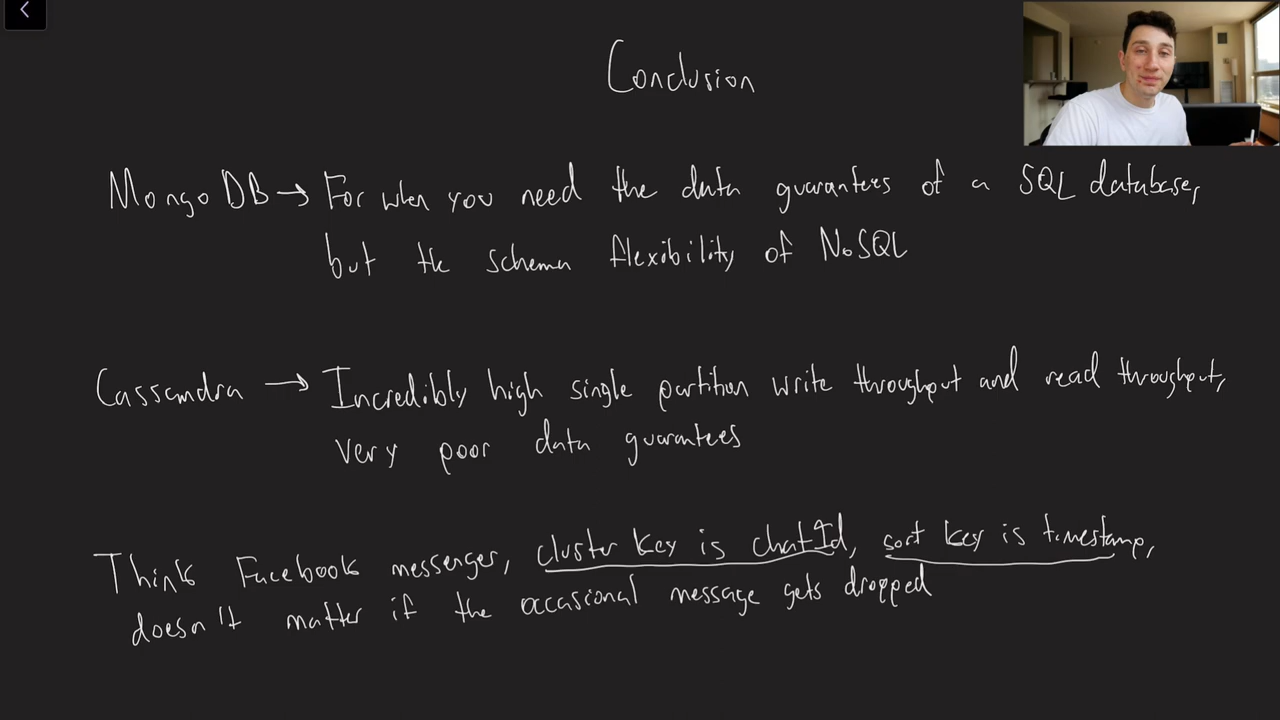 Conclusion
MongoDB → For when you need the data guarantees of a SQL database,
but the schema flexibility of NoSQL
Cassandra → Incredibly high single partition write throughput and read throughput,
very poor data guarantees
Think Facebook messenger, cluster key is chatId, sort key is timestamp,
doesn't matter if the occasional message gets dropped